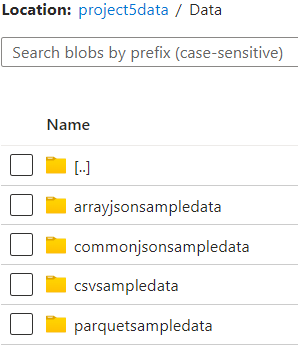 Location: project5data / Data
Search blobs by prefix (case-sensitive)
Name
[..]
arrayjsonsampledata
commonjsonsampledata
csvsampledata
parquetsampledata